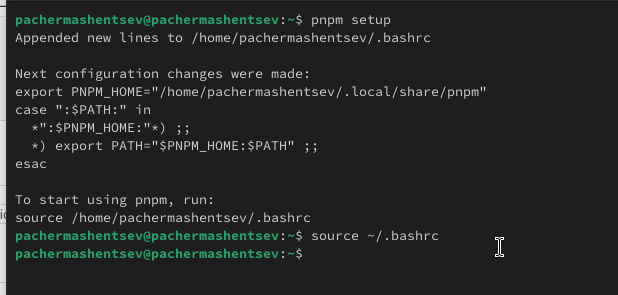 pachermashentsev@pachermashentsev:~$ pnpm setup
Appended new lines to /home/pachermashentsev/.bashrc

Next configuration changes were made:
export PNPM_HOME="/home/pachermashentsev/.local/share/pnpm"
case ":$PATH:" in
  *":$PNPM_HOME:"*) ;;
  *) export PATH="$PNPM_HOME:$PATH" ;;
esac

To start using pnpm, run:
source /home/pachermashentsev/.bashrc
pachermashentsev@pachermashentsev:~$ source ~/.bashrc
pachermashentsev@pachermashentsev:~$